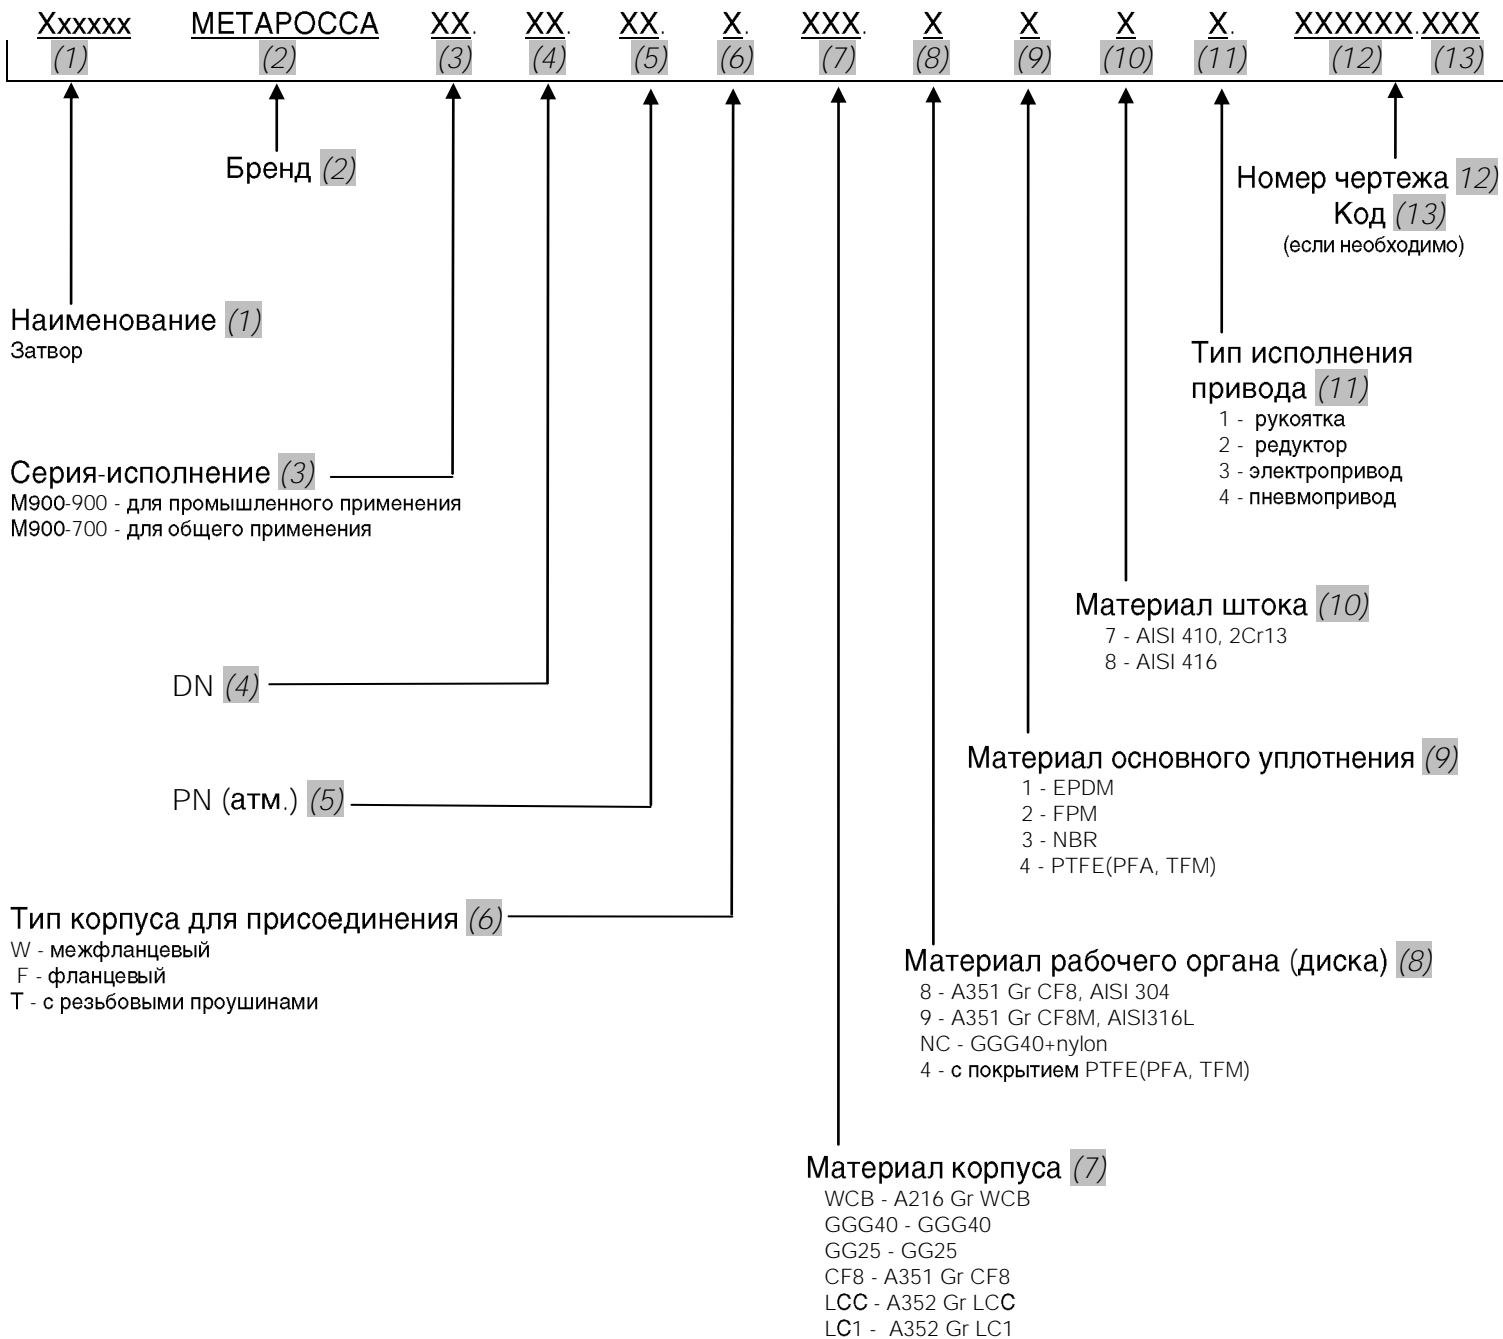 Xxxxxx МЕТАРОССА XX. XX. XX. X. XXX. X X X X. XXXXXX.XXX
(1) (2) (3) (4) (5) (6) (7) (8) (9) (10) (11) (12) (13)
Бренд (2)
Номер чертежа 12)
Код (13)
(если необходимо)
Наименование (1)
Затвор
Тип исполнения
привода (11)
1 - рукоятка
2 - редуктор
3 - электропривод
4 - пневмопривод
Серия-исполнение (3)
М900-900 - для промышленного применения
М900-700 - для общего применения
Материал штока (10)
7 - AISI 410, 2Cr13
8 - AISI 416
DN (4)
Материал основного уплотнения (9)
1 - EPDM
2 - FPM
3 - NBR
4 - PTFE(PFA, TFM)
PN (атм.) (5)
Тип корпуса для присоединения (6)
W - межфланцевый
F - фланцевый
Т - с резьбовыми проушинами
Материал рабочего органа (диска) (8)
8 - A351 Gr CF8, AISI 304
9 - A351 Gr CF8M, AISI316L
NC - GGG40+nylon
4 - с покрытием PTFE(PFA, TFM)
Материал корпуса (7)
WCB - A216 Gr WCB
GGG40 - GGG40
GG25 - GG25
CF8 - A351 Gr CF8
LCC - A352 Gr LCC
LC1 - A352 Gr LC1